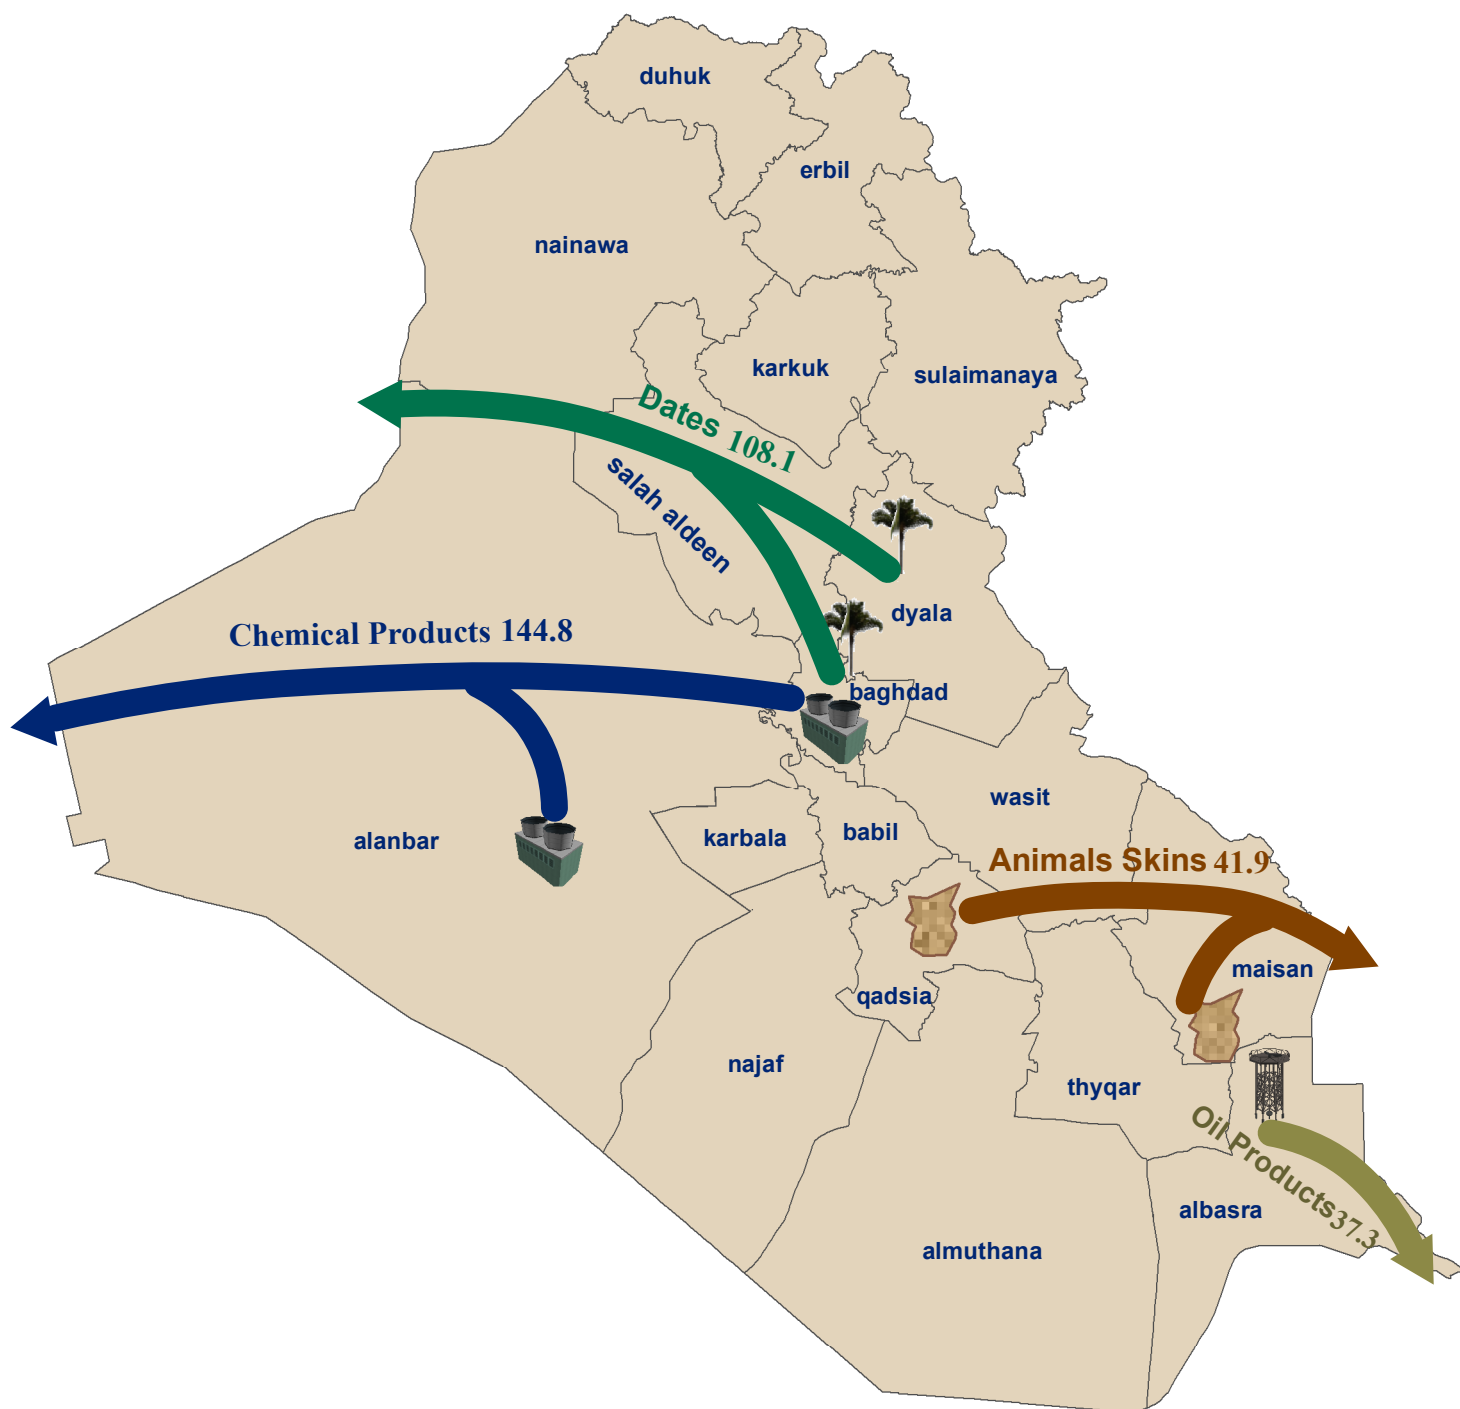 duhuk
erbil
nainawa
karkuk
sulaimanaya
Dates 108.1
salah aldeen
dyala
Chemical Products 144.8
baghdad
wasit
alanbar
karbala
babil
Animals Skins 41.9
maisan
qadsia
najaf
thyqar
Oil Products37.3
albasra
almuthana